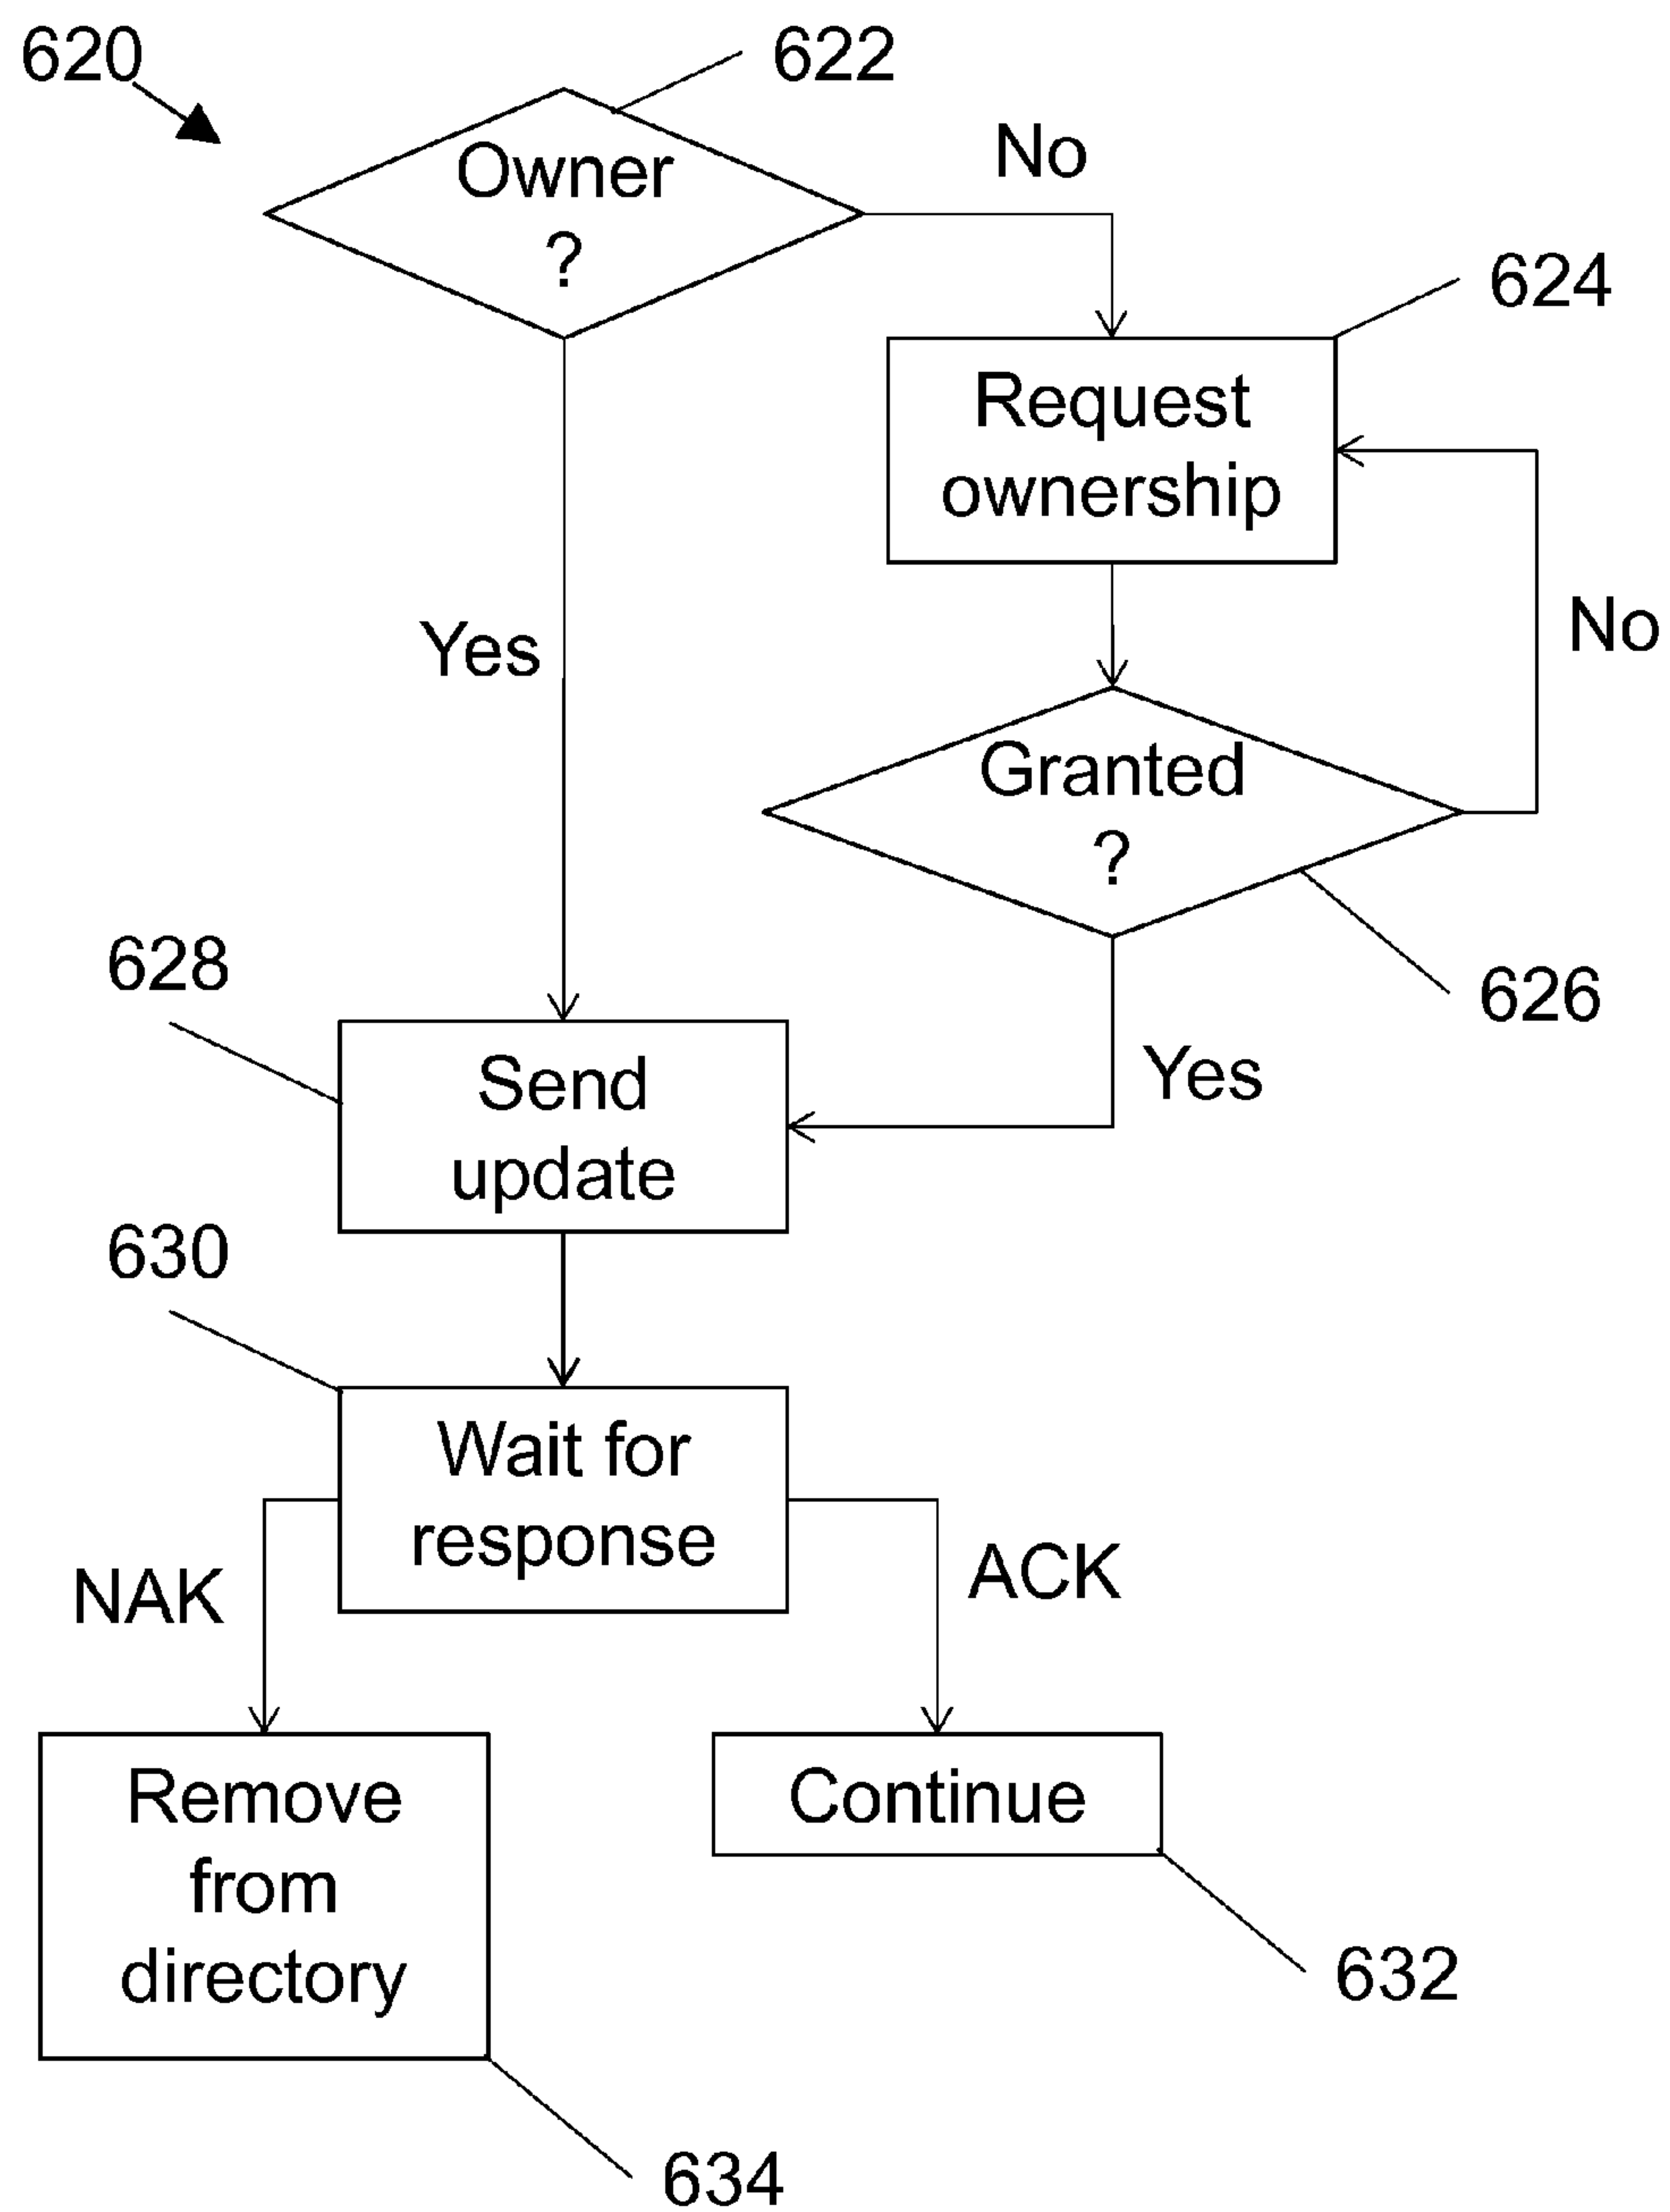 620
622
Owner
?
No
624
Request
ownership
No
Yes
Granted
?
626
628
Send
update
Yes
630
Wait for
response
NAK
ACK
Remove
from
directory
Continue
632
634